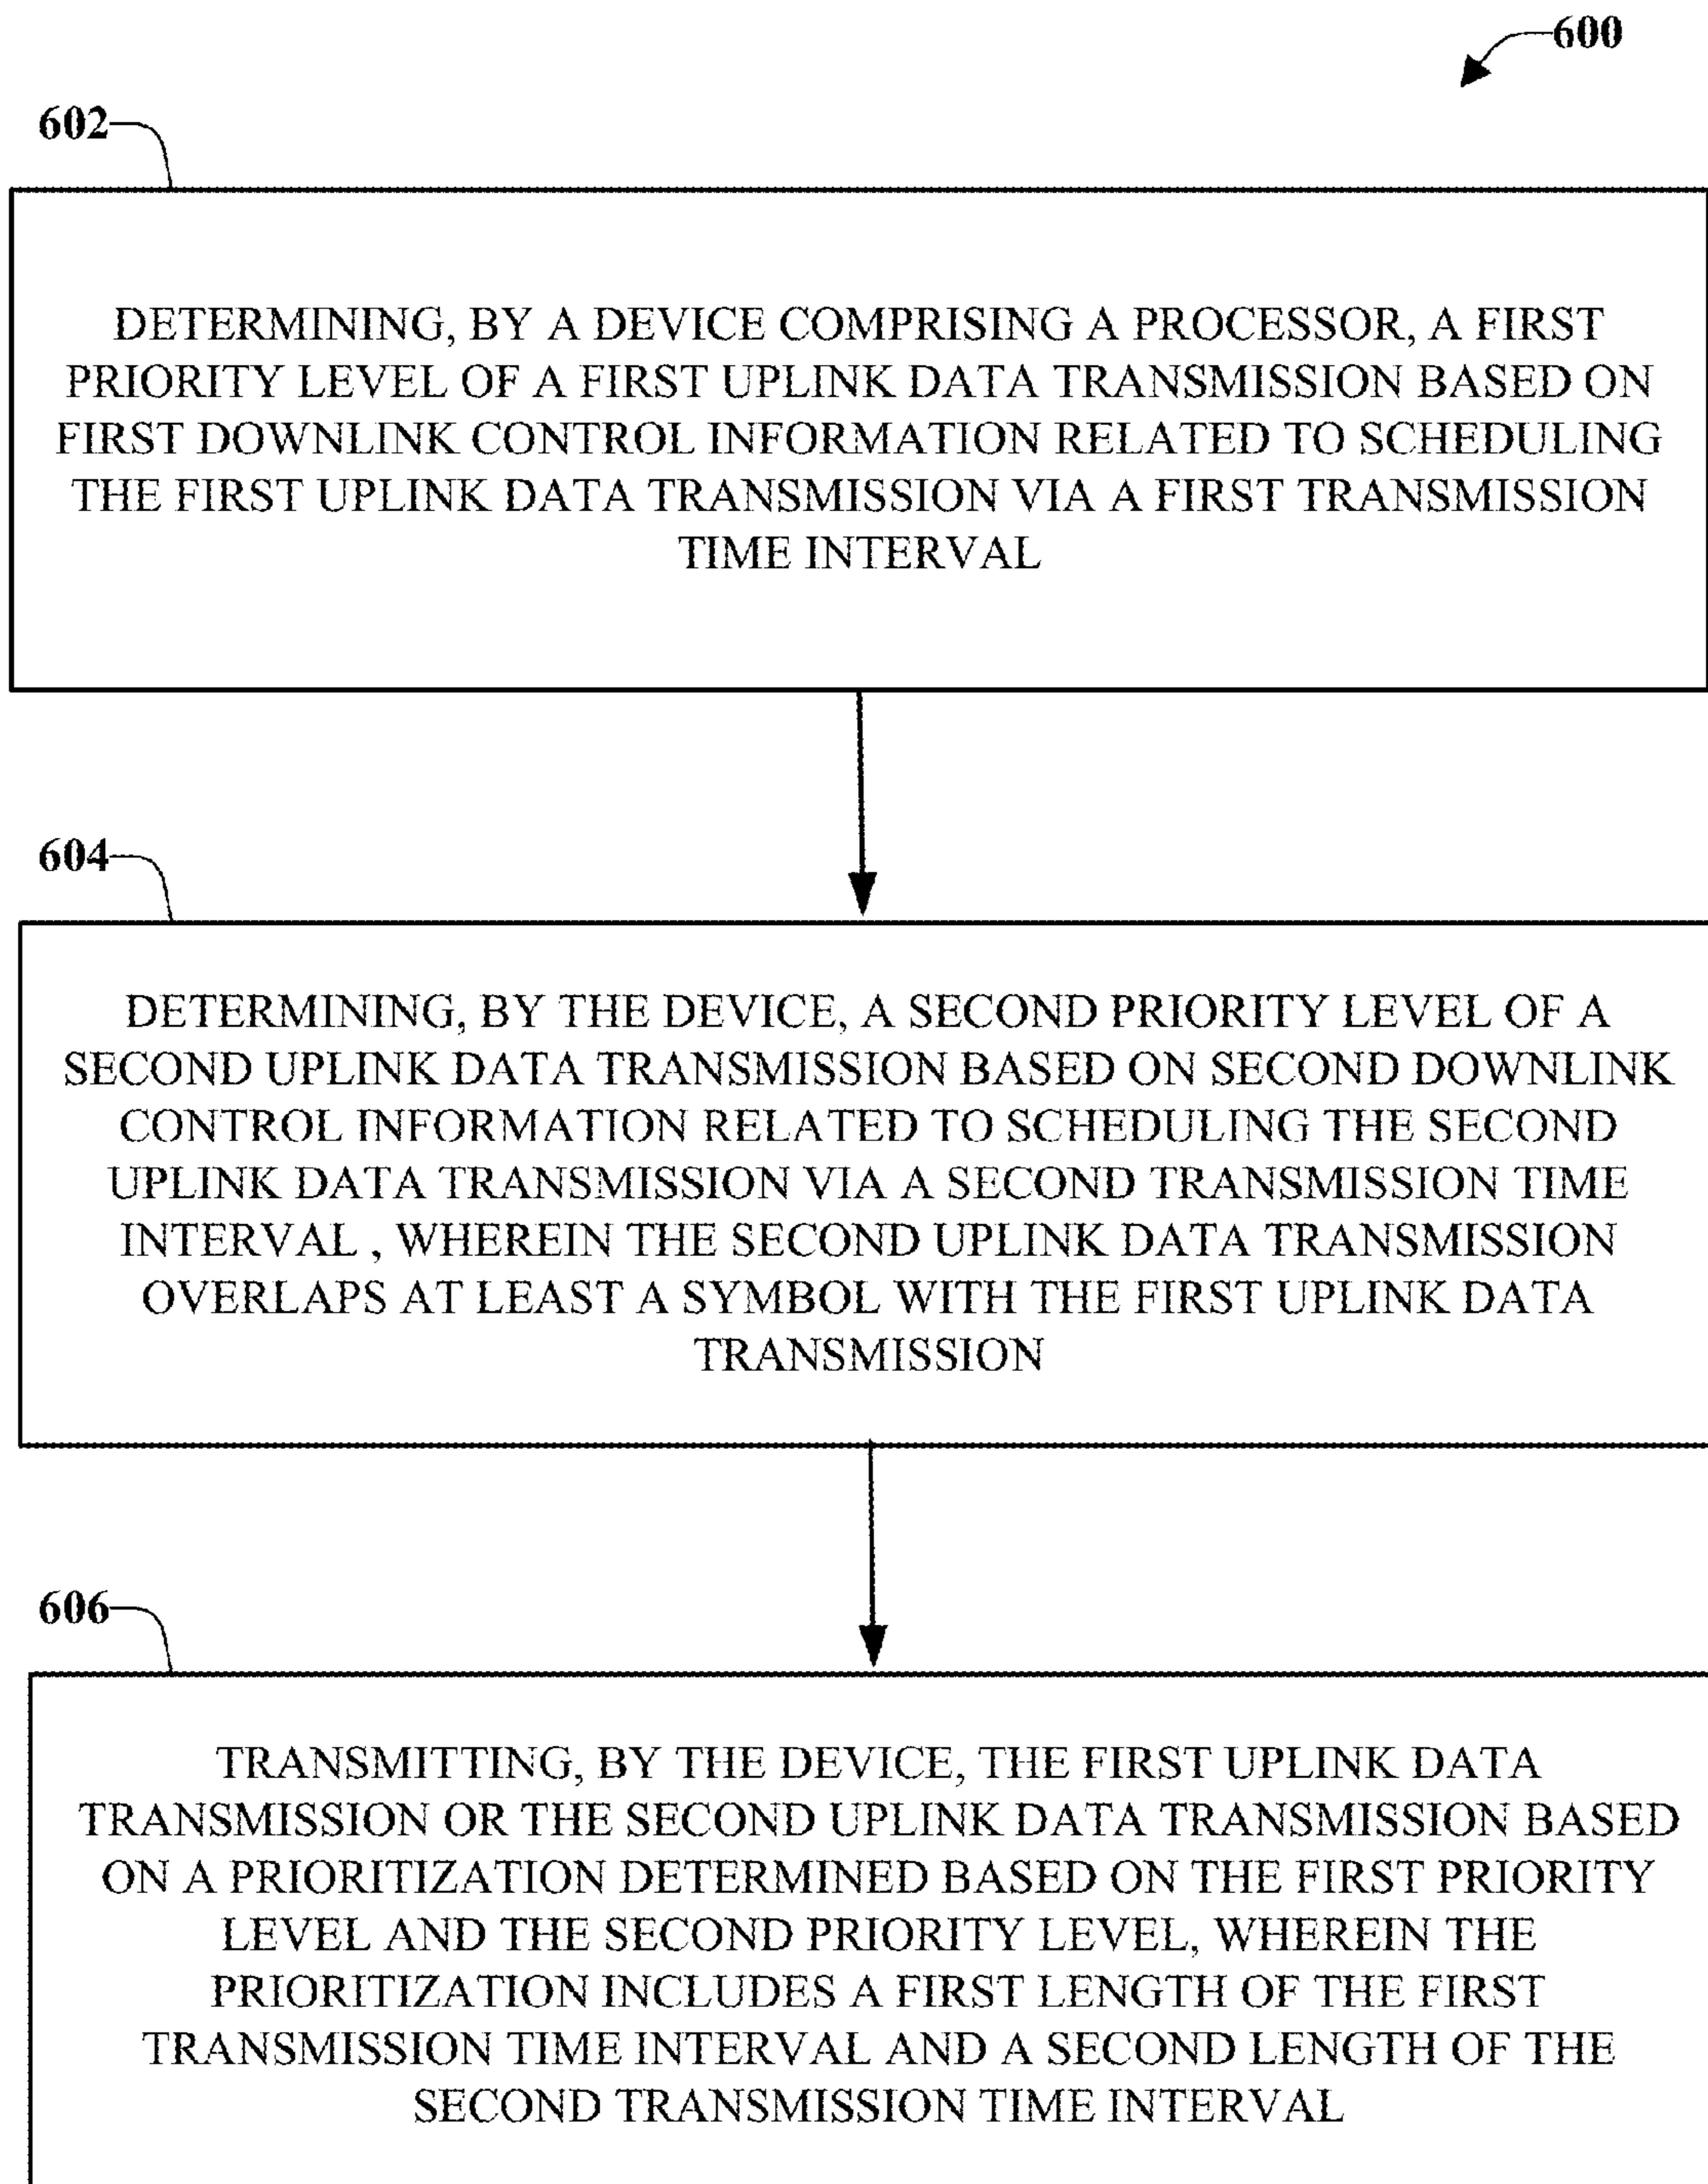 600
602
DETERMINING, BY A DEVICE COMPRISING A PROCESSOR, A FIRST
PRIORITY LEVEL OF A FIRST UPLINK DATA TRANSMISSION BASED ON
FIRST DOWNLINK CONTROL INFORMATION RELATED TO SCHEDULING
THE FIRST UPLINK DATA TRANSMISSION VIA A FIRST TRANSMISSION
TIME INTERVAL
604
DETERMINING, BY THE DEVICE, A SECOND PRIORITY LEVEL OF A
SECOND UPLINK DATA TRANSMISSION BASED ON SECOND DOWNLINK
CONTROL INFORMATION RELATED TO SCHEDULING THE SECOND
UPLINK DATA TRANSMISSION VIA A SECOND TRANSMISSION TIME
INTERVAL , WHEREIN THE SECOND UPLINK DATA TRANSMISSION
OVERLAPS AT LEAST A SYMBOL WITH THE FIRST UPLINK DATA
TRANSMISSION
606
TRANSMITTING, BY THE DEVICE, THE FIRST UPLINK DATA
TRANSMISSION OR THE SECOND UPLINK DATA TRANSMISSION BASED
ON A PRIORITIZATION DETERMINED BASED ON THE FIRST PRIORITY
LEVEL AND THE SECOND PRIORITY LEVEL, WHEREIN THE
PRIORITIZATION INCLUDES A FIRST LENGTH OF THE FIRST
TRANSMISSION TIME INTERVAL AND A SECOND LENGTH OF THE
SECOND TRANSMISSION TIME INTERVAL